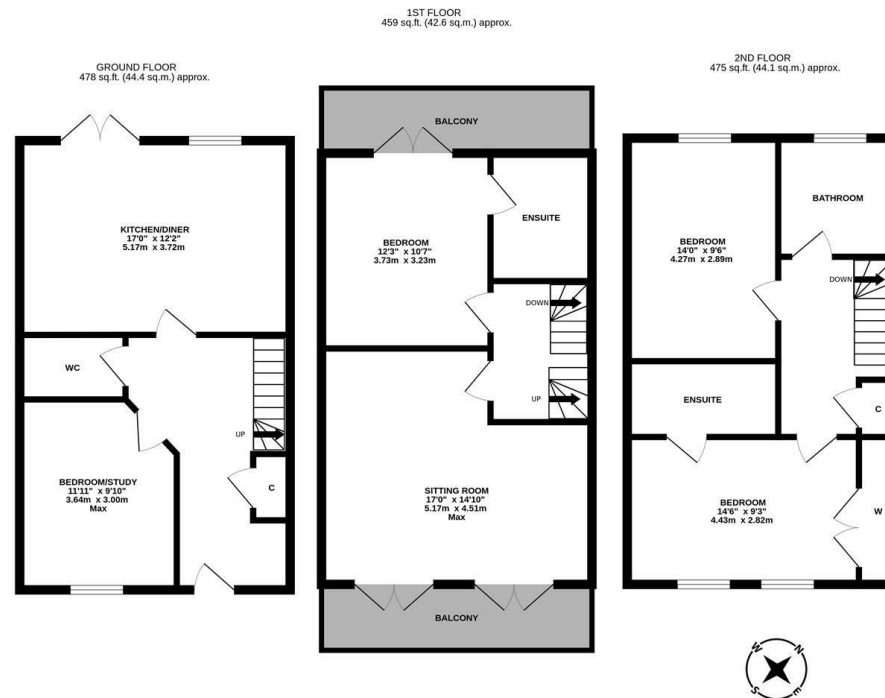 GROUND FLOOR
478 sq.ft. (44.4 sq.m.) approx.
KITCHEN/DINER
17'0" x 12'2"
5.17m x 3.72m
WC
UP
BEDROOM/STUDY
11'11" x 9'10"
3.64m x 3.00m
Max
C
1ST FLOOR
459 sq.ft. (42.6 sq.m.) approx.
BALCONY
BEDROOM
12'3" x 10'7"
3.73m x 3.23m
ENSUITE
DOWN
UP
SITTING ROOM
17'0" x 14'10"
5.17m x 4.51m
Max
BALCONY
2ND FLOOR
475 sq.ft. (44.1 sq.m.) approx.
BEDROOM
14'0" x 9'6"
4.27m x 2.89m
BATHROOM
DOWN
ENSUITE
C
BEDROOM
14'6" x 9'3"
4.43m x 2.82m
W
W
N
S
E